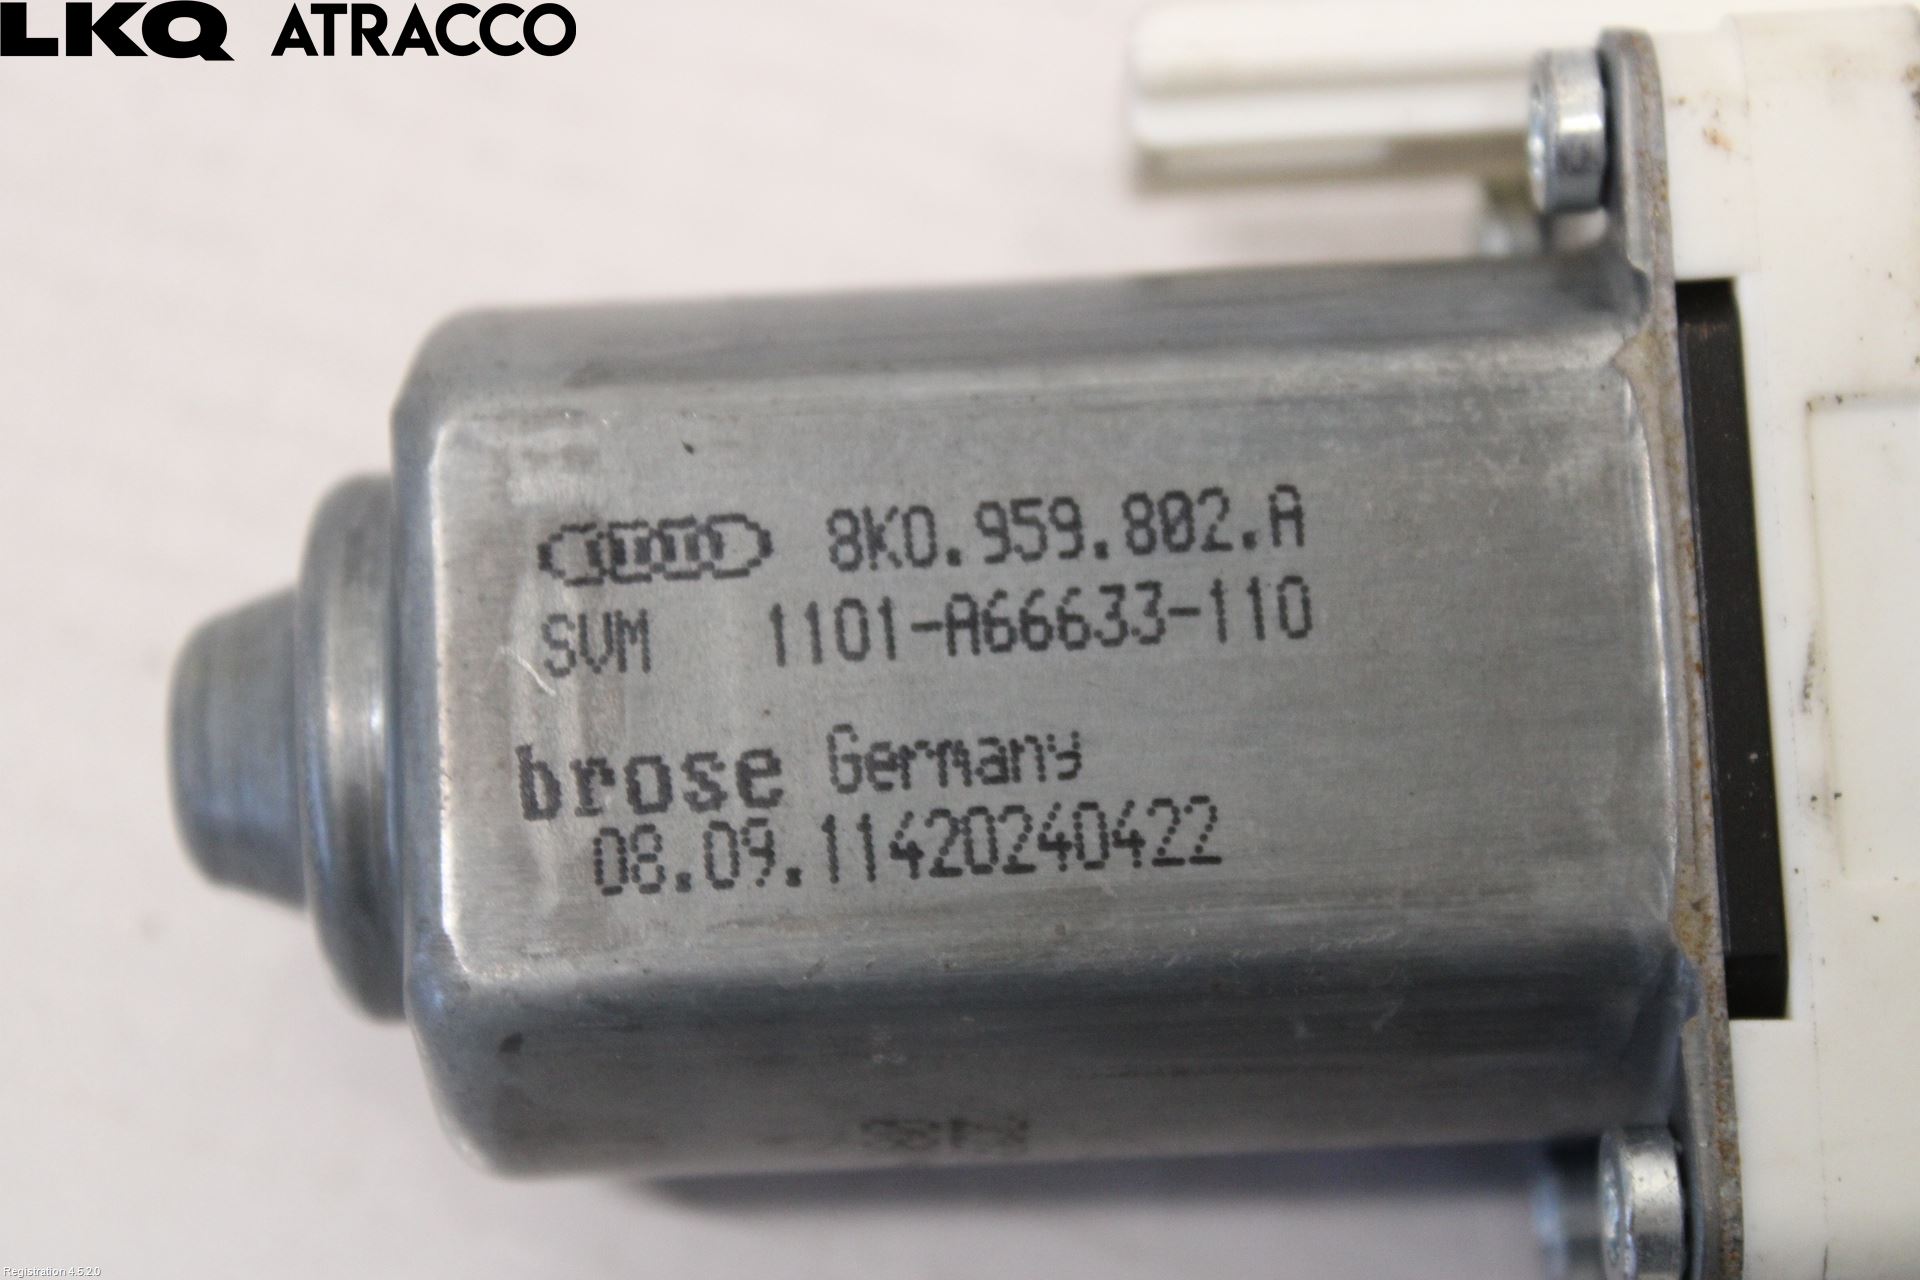 LKQ ATRACCO
8K0.959.802.A
SVM 1101-A66633-110
brose Germany
08.09.11420240422
Registration 4.5.2.0